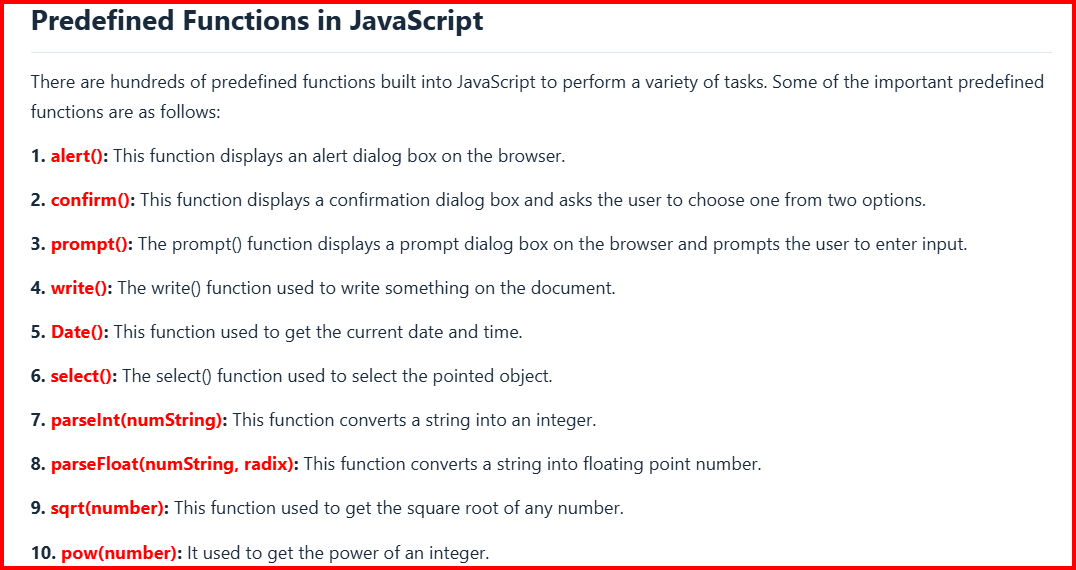 Predefined Functions in JavaScript
There are hundreds of predefined functions built into JavaScript to perform a variety of tasks. Some of the important predefined
functions are as follows:
1. alert(): This function displays an alert dialog box on the browser.
2. confirm(): This function displays a confirmation dialog box and asks the user to choose one from two options.
3. prompt(): The prompt() function displays a prompt dialog box on the browser and prompts the user to enter input.
4. write(): The write() function used to write something on the document.
5. Date(): This function used to get the current date and time.
6. select(): The select() function used to select the pointed object.
7. parseInt(numString): This function converts a string into an integer.
8. parseFloat(numString, radix): This function converts a string into floating point number.
9. sqrt(number): This function used to get the square root of any number.
10. pow(number): It used to get the power of an integer.